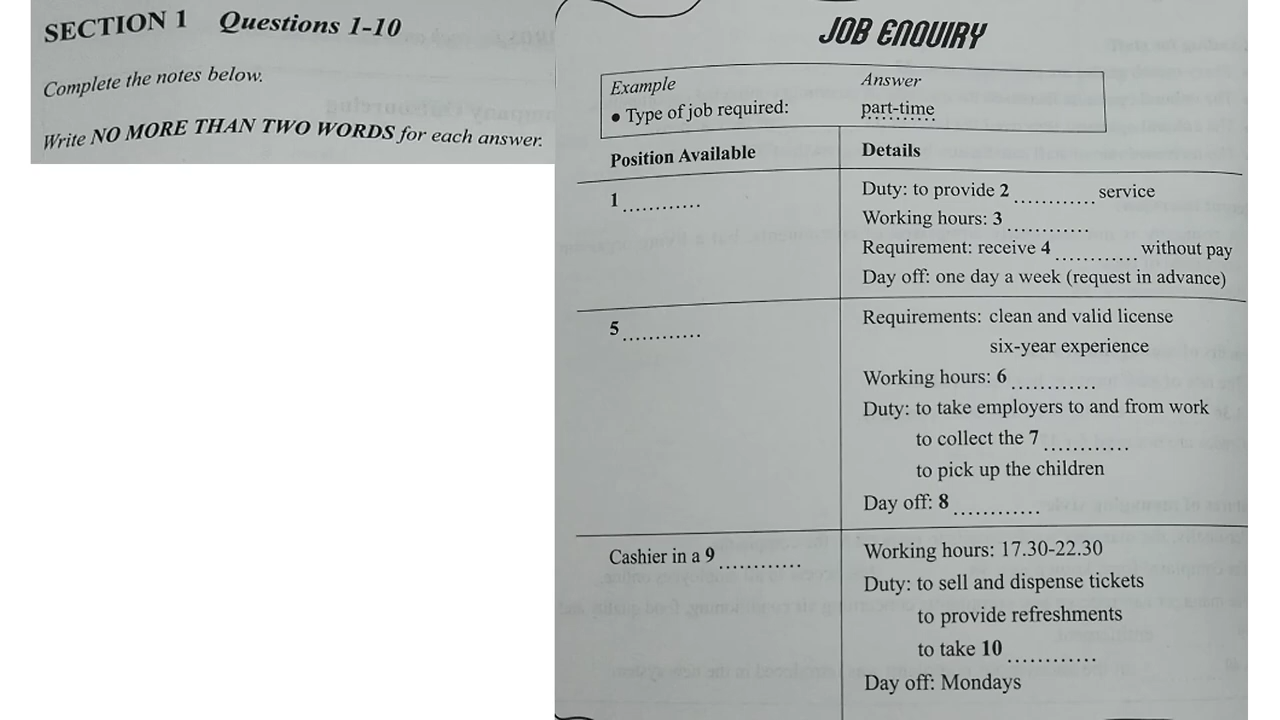 SECTION 1 Questions 1-10
Complete the notes below.
Write NO MORE THAN TWO WORDS for each answer.
JOB ENQUIRY
Example Answer
• Type of job required: part-time
Position Available Details
1 ............ Duty: to provide 2 ............ service
Working hours: 3 ............
Requirement: receive 4 ............ without pay
Day off: one day a week (request in advance)
5 ............ Requirements: clean and valid license
six-year experience
Working hours: 6 ............
Duty: to take employers to and from work
to collect the 7 ............
to pick up the children
Day off: 8 ............
Cashier in a 9 ............ Working hours: 17.30-22.30
Duty: to sell and dispense tickets
to provide refreshments
to take 10 ............
Day off: Mondays